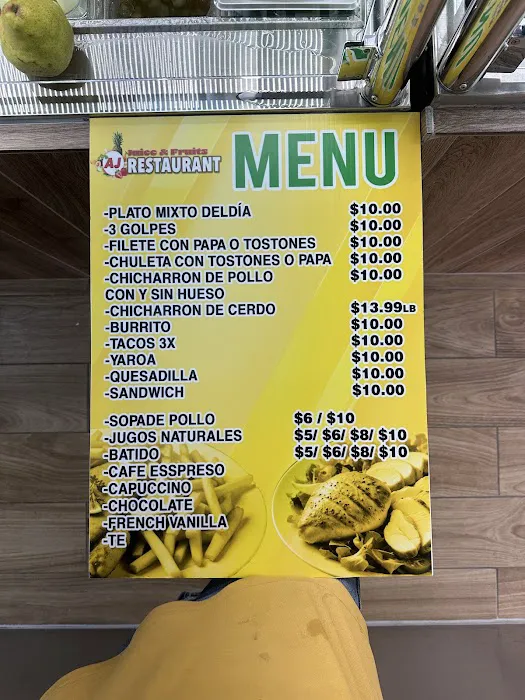 Juice & Fruits
AJ RESTAURANT
MENU
-PLATO MIXTO DELDÍA $10.00
-3 GOLPES $10.00
-FILETE CON PAPA O TOSTONES $10.00
-CHULETA CON TOSTONES O PAPA $10.00
-CHICHARRON DE POLLO $10.00
CON Y SIN HUESO
-CHICHARRON DE CERDO $13.99LB
-BURRITO $10.00
-TACOS 3X $10.00
-YAROA $10.00
-QUESADILLA $10.00
-SANDWICH $10.00
-SOPADE POLLO $6 / $10
-JUGOS NATURALES $5/ $6/ $8/ $10
-BATIDO $5/ $6/ $8/ $10
-CAFE ESSPRESO
-CAPUCCINO
-CHOCOLATE
-FRENCH VANILLA
-TE